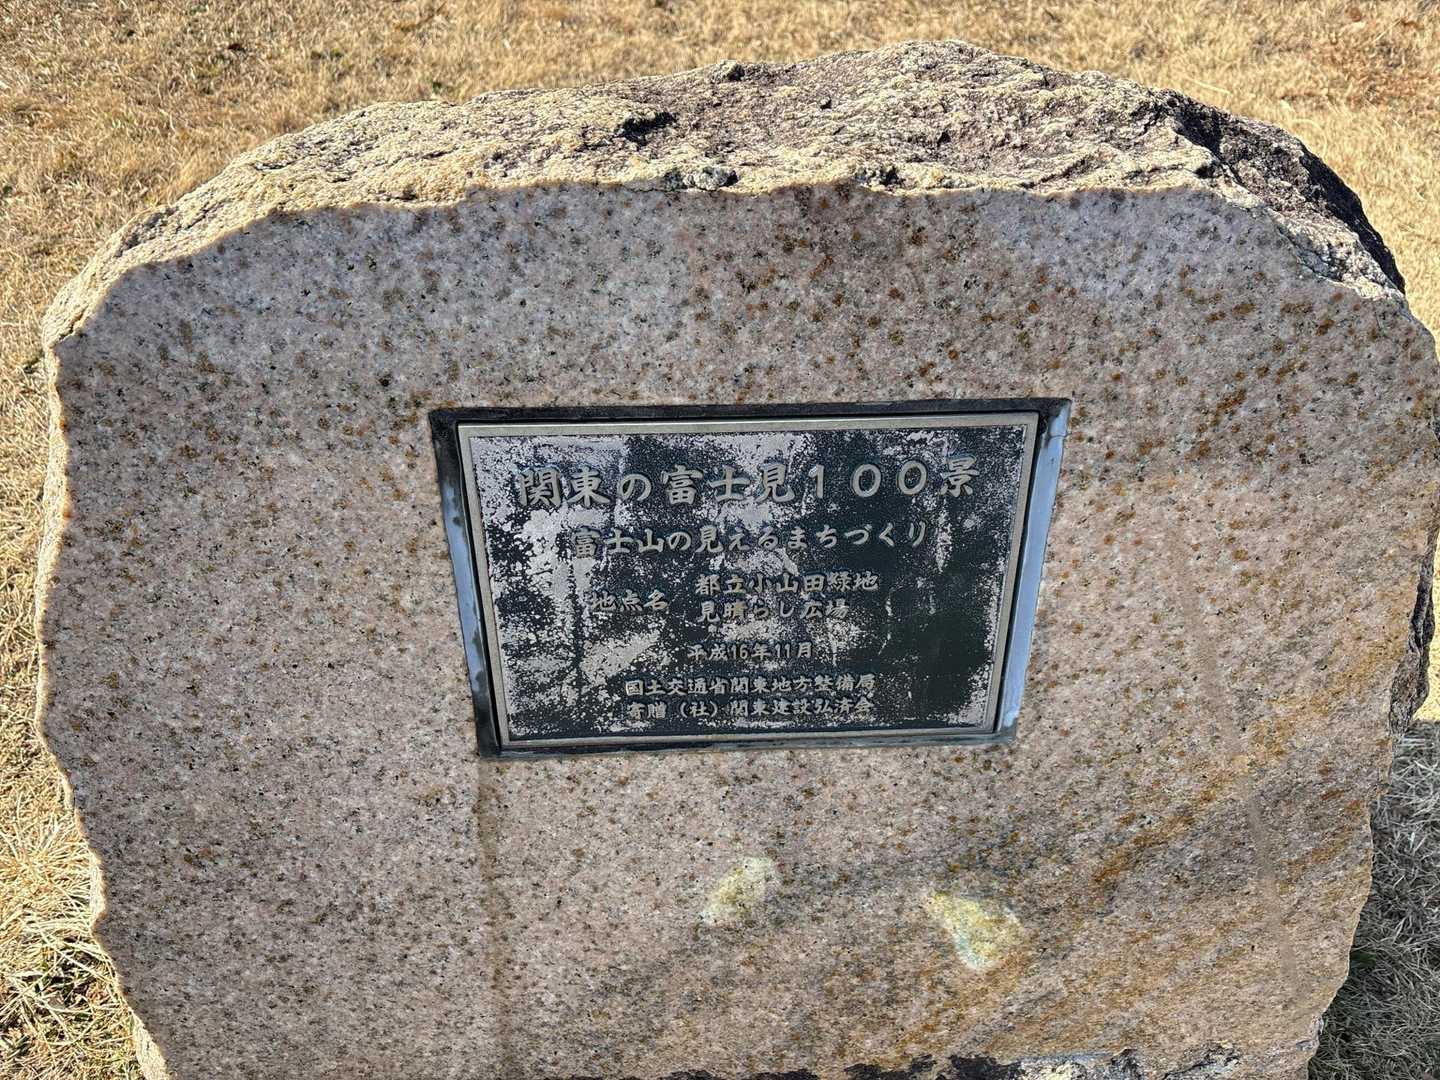 関東の富士見１００景
富士山の見えるまちづくり
地点名 都立小山田緑地
見晴らし広場
平成16年11月
国土交通省関東地方整備局
寄贈（社）関東建設弘済会